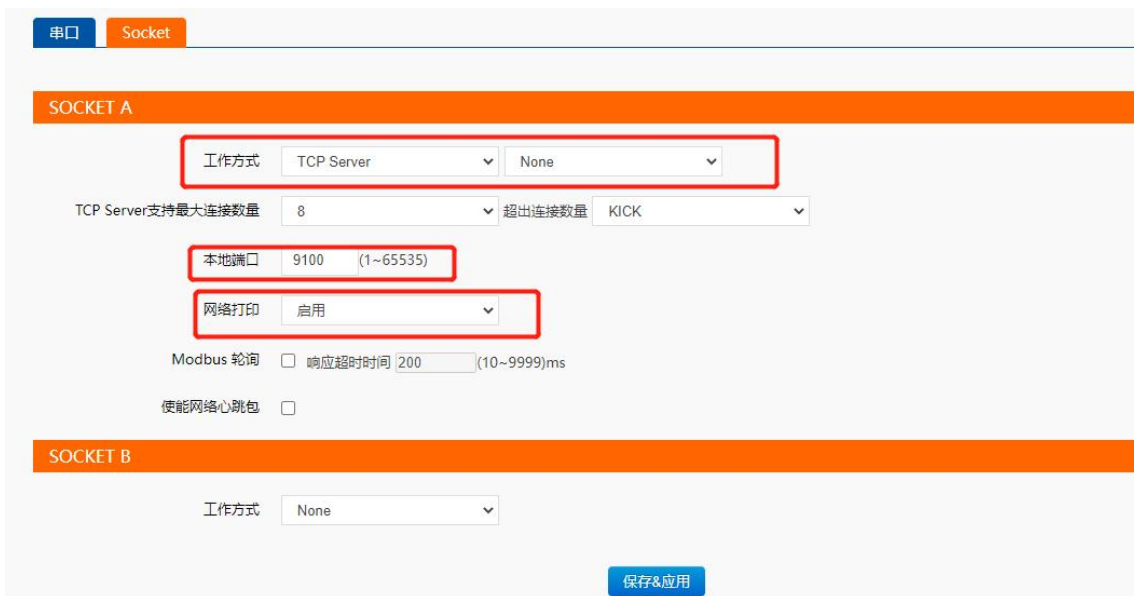 串口 Socket
SOCKET A
工作方式 TCP Server None
TCP Server支持最大连接数量 8 超出连接数量 KICK
本地端口 9100 (1~65535)
网络打印 启用
Modbus 轮询 响应超时时间 200 (10~9999)ms
使能网络心跳包
SOCKET B
工作方式 None
保存&应用